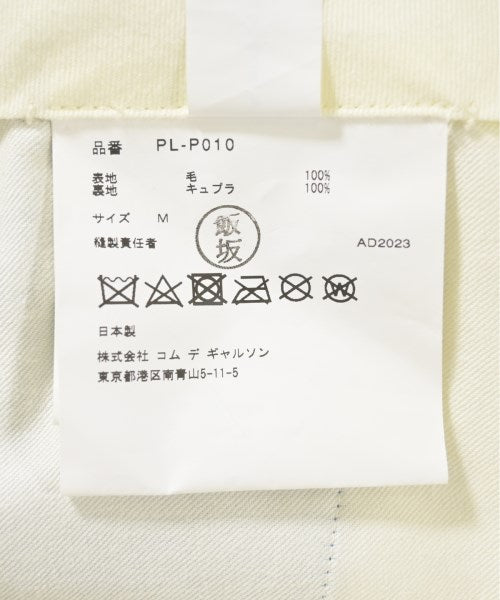 品番 PL-P010
表地 毛 100%
裏地 キュプラ 100%
サイズ M
飯坂
縫製責任者 AD2023
W
日本製
株式会社 コム デ ギャルソン
東京都港区南青山5-11-5